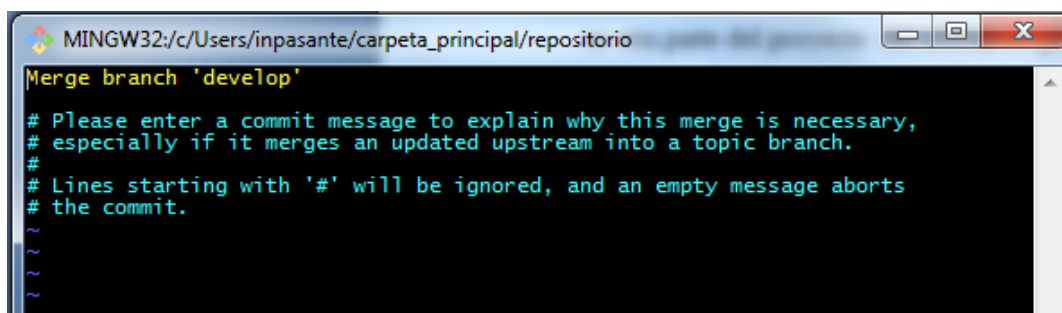 MINGW32:/c/Users/inpasante/carpeta_principal/repositorio
Merge branch 'develop'
# Please enter a commit message to explain why this merge is necessary,
# especially if it merges an updated upstream into a topic branch.
#
# Lines starting with '#' will be ignored, and an empty message aborts
# the commit.
~
~
~
~